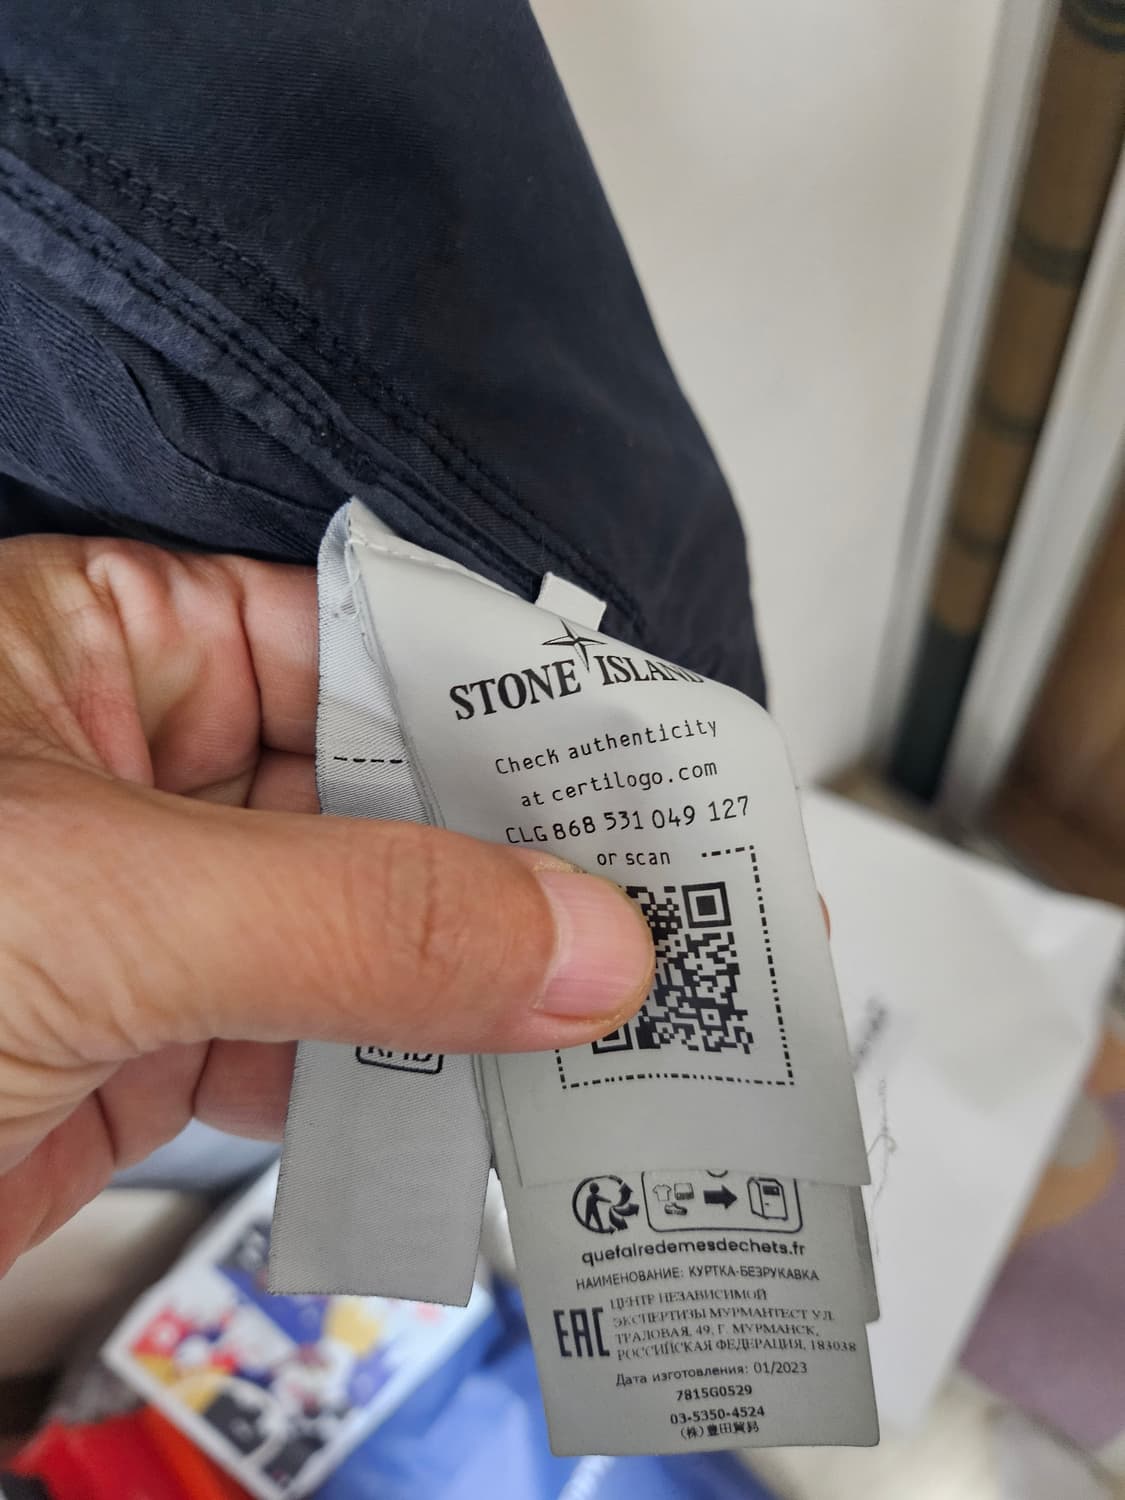 STONE ISLAND
Check authenticity
at certilogo.com
CLG 868 531 049 127
or scan
RFID
quefairedemesdechets.fr
НАИМЕНОВАНИЕ: КУРТКА-БЕЗРУКАВКА
EAC
ЦЕНТР НЕЗАВИСИМОЙ
ЭКСПЕРТИЗЫ МУРМАНТЕСТ УЛ.
ТРАЛОВАЯ, 49, Г. МУРМАНСК,
РОССИЙСКАЯ ФЕДЕРАЦИЯ, 183038
Дата изготовления: 01/2023
7815G0529
03-5350-4524
(株)豊田貿易